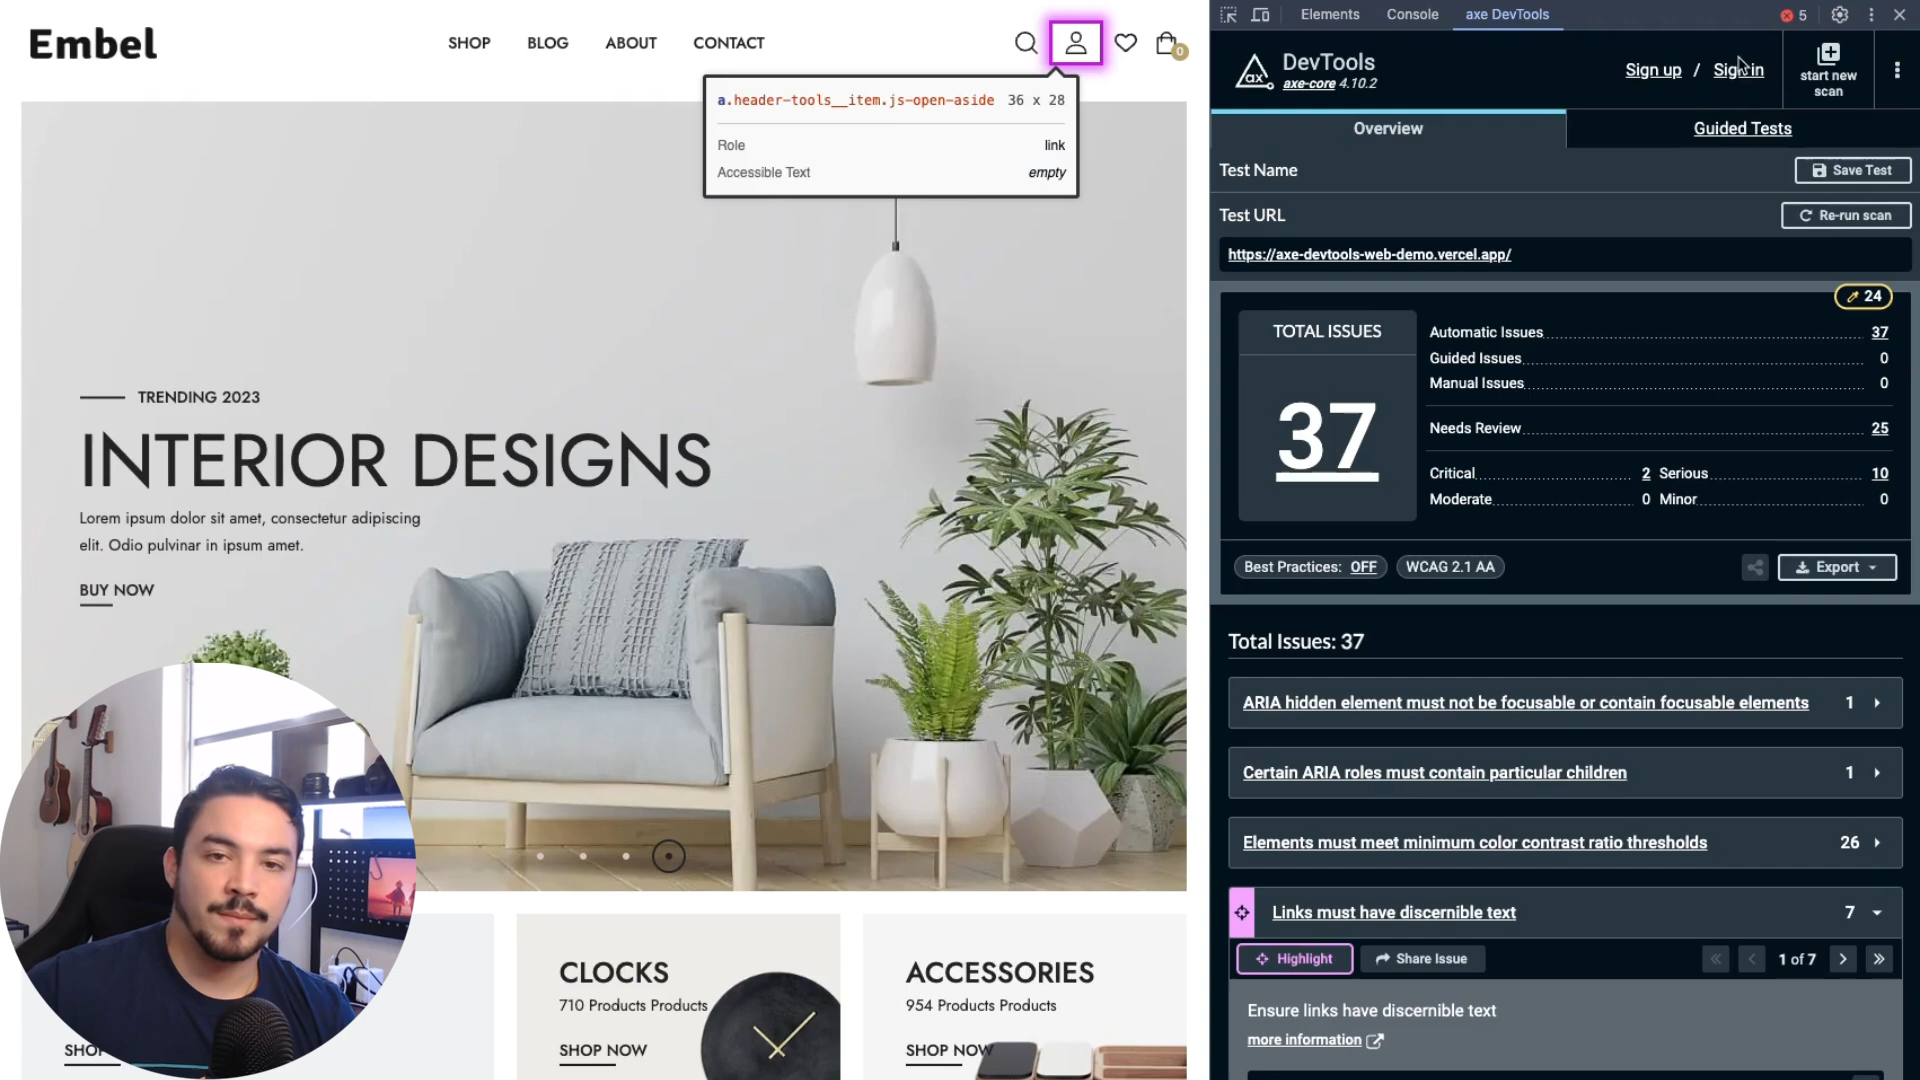 Embel
SHOP
BLOG
ABOUT
CONTACT
0
a.header-tools__item.js-open-aside 36 x 28
Role link
Accessible Text empty
TRENDING 2023
INTERIOR DESIGNS
Lorem ipsum dolor sit amet, consectetur adipiscing
elit. Odio pulvinar in ipsum amet.
BUY NOW
SHOP
CLOCKS
710 Products Products
SHOP NOW
ACCESSORIES
954 Products Products
SHOP NOW
Elements
Console
axe DevTools
5
ax
DevTools
axe-core 4.10.2
Sign up / Sign in
start new
scan
Overview
Guided Tests
Test Name
Save Test
Test URL
Re-run scan
https://axe-devtools-web-demo.vercel.app/
24
TOTAL ISSUES
37
Automatic Issues 37
Guided Issues 0
Manual Issues 0
Needs Review 25
Critical 2 Serious 10
Moderate 0 Minor 0
Best Practices: OFF
WCAG 2.1 AA
Export
Total Issues: 37
ARIA hidden element must not be focusable or contain focusable elements 1
Certain ARIA roles must contain particular children 1
Elements must meet minimum color contrast ratio thresholds 26
Links must have discernible text 7
Highlight
Share Issue
1 of 7
Ensure links have discernible text
more information